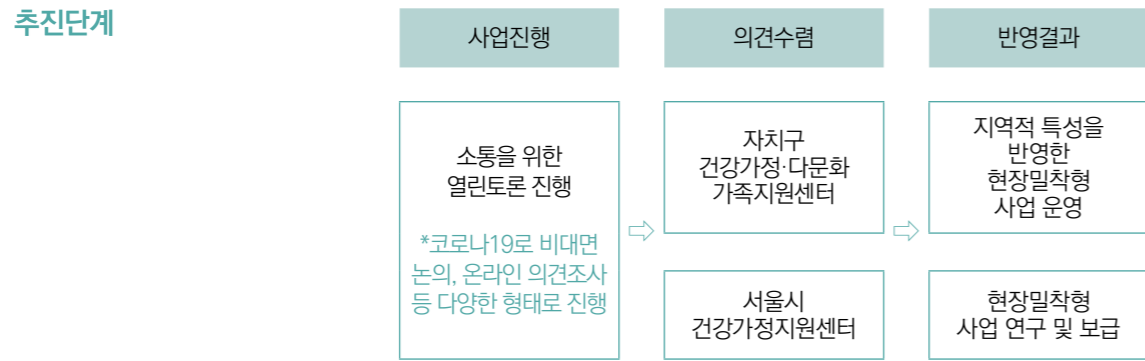 추진단계
사업진행
의견수렴
반영결과
소통을 위한
열린토론 진행
*코로나19로 비대면
논의, 온라인 의견조사
등 다양한 형태로 진행
자치구
건강가정·다문화
가족지원센터
서울시
건강가정지원센터
지역적 특성을
반영한
현장밀착형
사업 운영
현장밀착형
사업 연구 및 보급